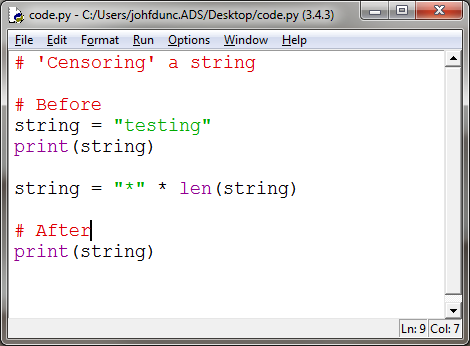 code.py - C:/Users/johfdunc.ADS/Desktop/code.py (3.4.3)
File Edit Format Run Options Window Help
# 'Censoring' a string
# Before
string = "testing"
print(string)
string = "*" * len(string)
# After
print(string)
Ln: 9 Col: 7